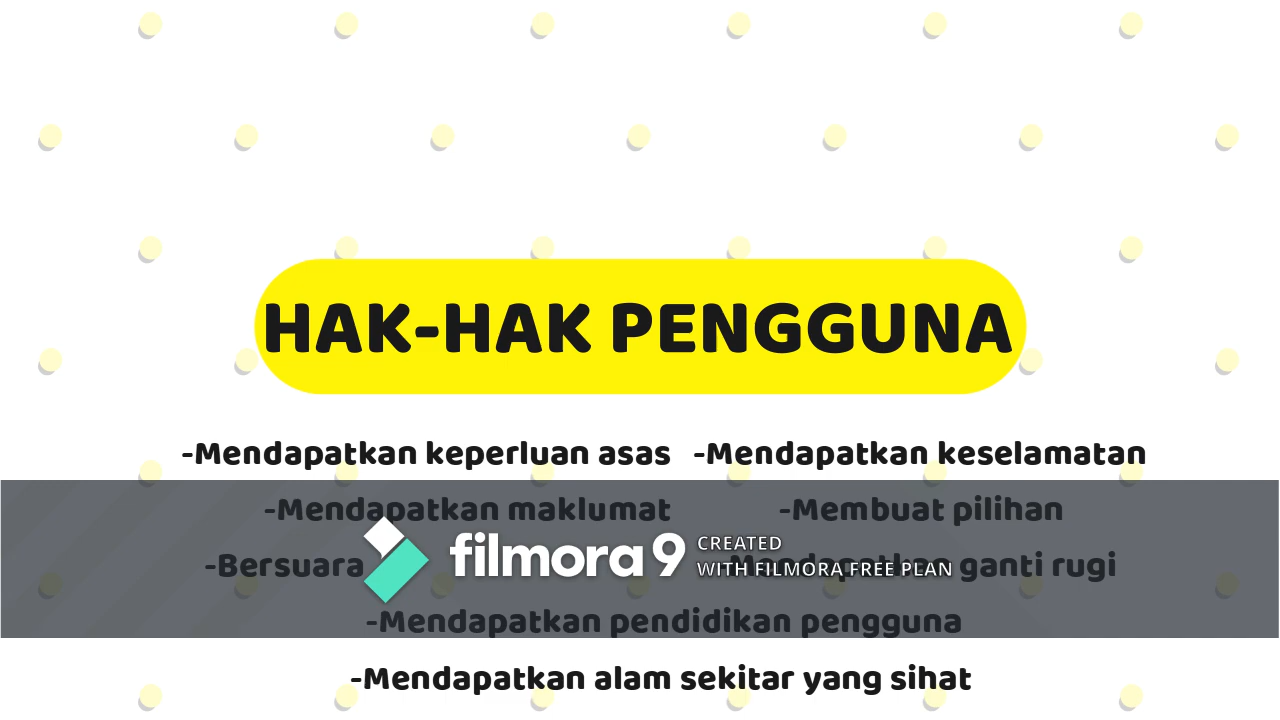 HAK-HAK PENGGUNA
-Mendapatkan keperluan asas -Mendapatkan keselamatan
-Mendapatkan maklumat -Membuat pilihan
-Bersuara -Mendapatkan ganti rugi
filmora 9 CREATED
WITH FILMORA FREE PLAN
-Mendapatkan pendidikan pengguna
-Mendapatkan alam sekitar yang sihat